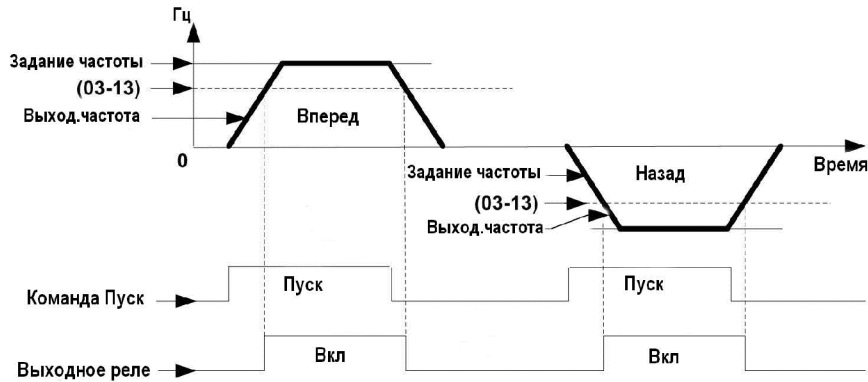 Гц
Задание частоты
(03-13)
Выход.частота
Вперед
0
Время
Задание частоты
Назад
(03-13)
Выход.частота
Команда Пуск
Пуск
Пуск
Выходное реле
Вкл
Вкл